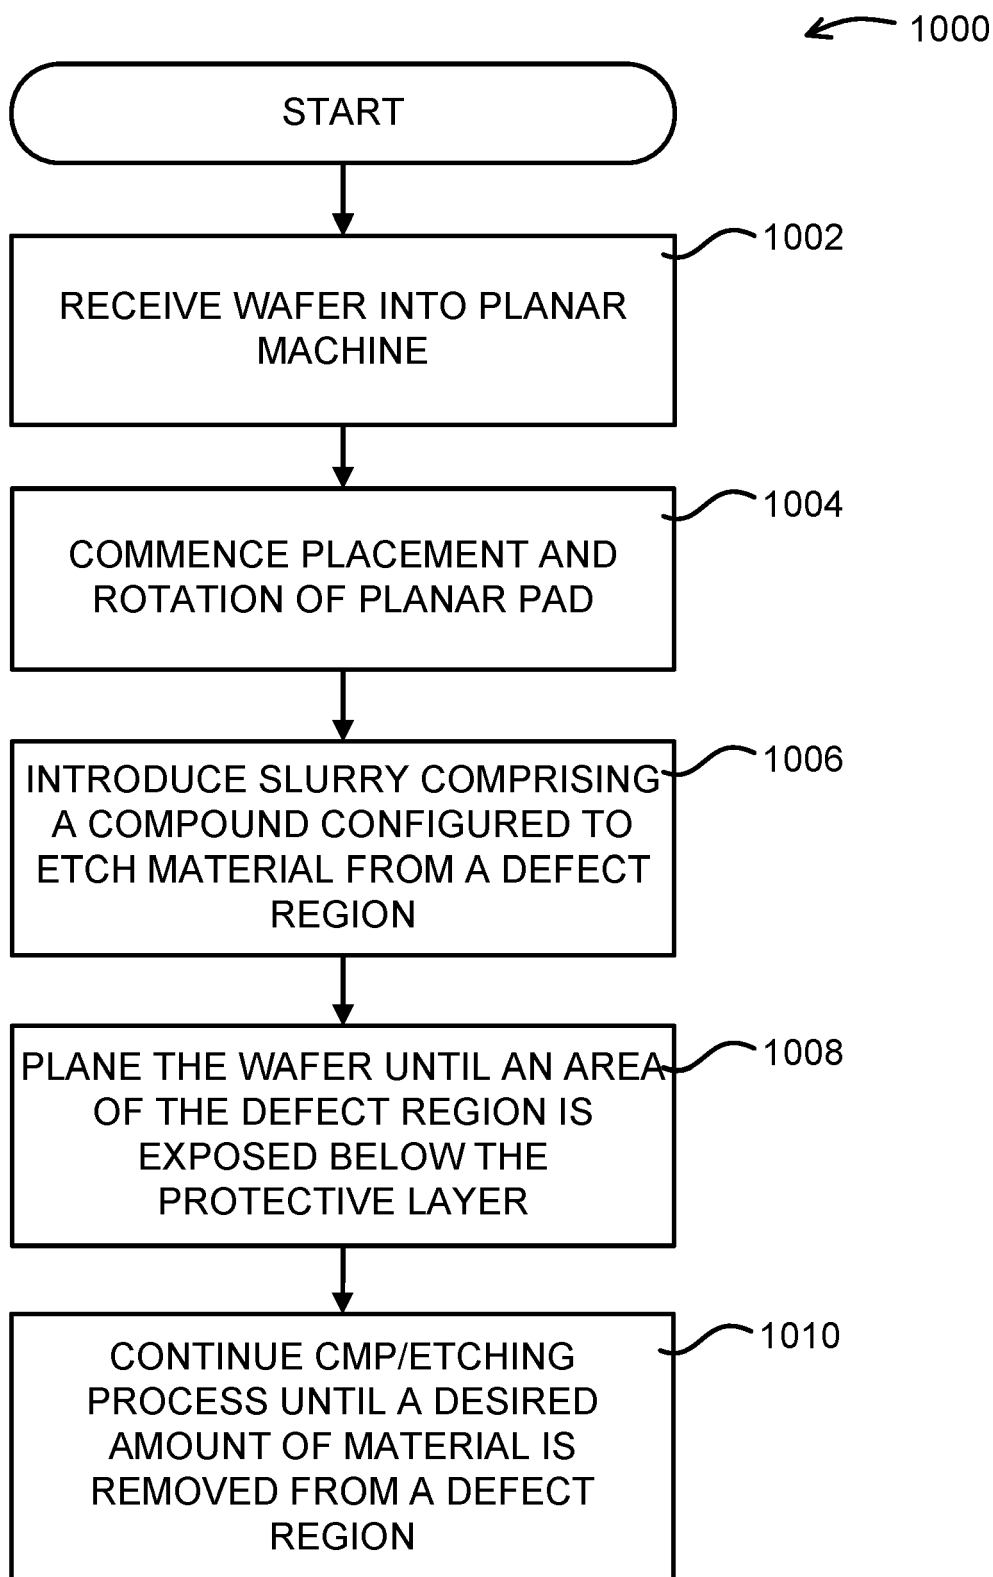 1000
START
1002
RECEIVE WAFER INTO PLANAR
MACHINE
1004
COMMENCE PLACEMENT AND
ROTATION OF PLANAR PAD
1006
INTRODUCE SLURRY COMPRISING
A COMPOUND CONFIGURED TO
ETCH MATERIAL FROM A DEFECT
REGION
1008
PLANE THE WAFER UNTIL AN AREA
OF THE DEFECT REGION IS
EXPOSED BELOW THE
PROTECTIVE LAYER
1010
CONTINUE CMP/ETCHING
PROCESS UNTIL A DESIRED
AMOUNT OF MATERIAL IS
REMOVED FROM A DEFECT
REGION